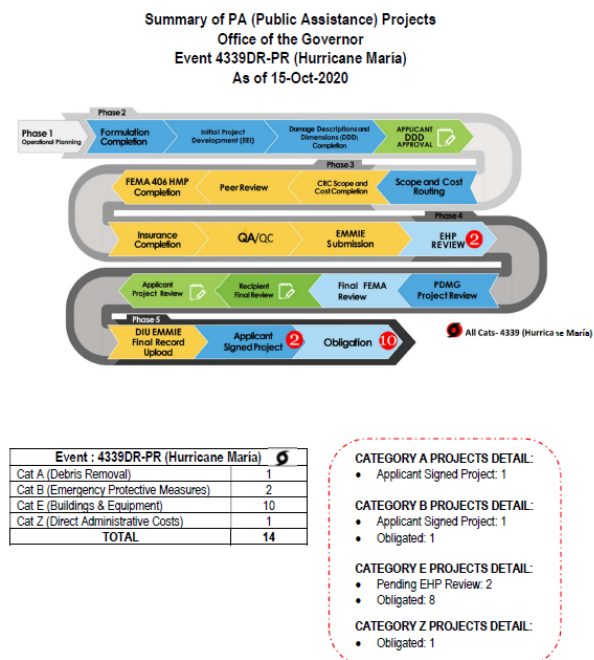 Summary of PA (Public Assistance) Projects
Office of the Governor
Event 4339DR-PR (Hurricane María)
As of 15-Oct-2020
Phase 2
Phase 1
Operational Planning
Formulation
Completion
Initial Project
Development (EEI)
Damage Descriptions and
Dimensions (DDD)
Completion
APPLICANT
DDD
APPROVAL
Phase 3
FEMA 406 HMP
Completion
Peer Review
CRC Scope and
Cost Completion
Scope and Cost
Routing
Phase 4
Insurance
Completion
QA/QC
EMMIE
Submission
EHP
REVIEW
2
Applicant
Project Review
Recipient
Final Review
Final FEMA
Review
PDMG
Project Review
Phase 5
DIU EMMIE
Final Record
Upload
Applicant
Signed Project
2
Obligation
10
All Cats- 4339 (Hurricane María)
Event : 4339DR-PR (Hurricane María)
Cat A (Debris Removal) 1
Cat B (Emergency Protective Measures) 2
Cat E (Buildings & Equipment) 10
Cat Z (Direct Administrative Costs) 1
TOTAL 14
CATEGORY A PROJECTS DETAIL:
• Applicant Signed Project: 1
CATEGORY B PROJECTS DETAIL:
• Applicant Signed Project: 1
• Obligated: 1
CATEGORY E PROJECTS DETAIL:
• Pending EHP Review: 2
• Obligated: 8
CATEGORY Z PROJECTS DETAIL:
• Obligated: 1